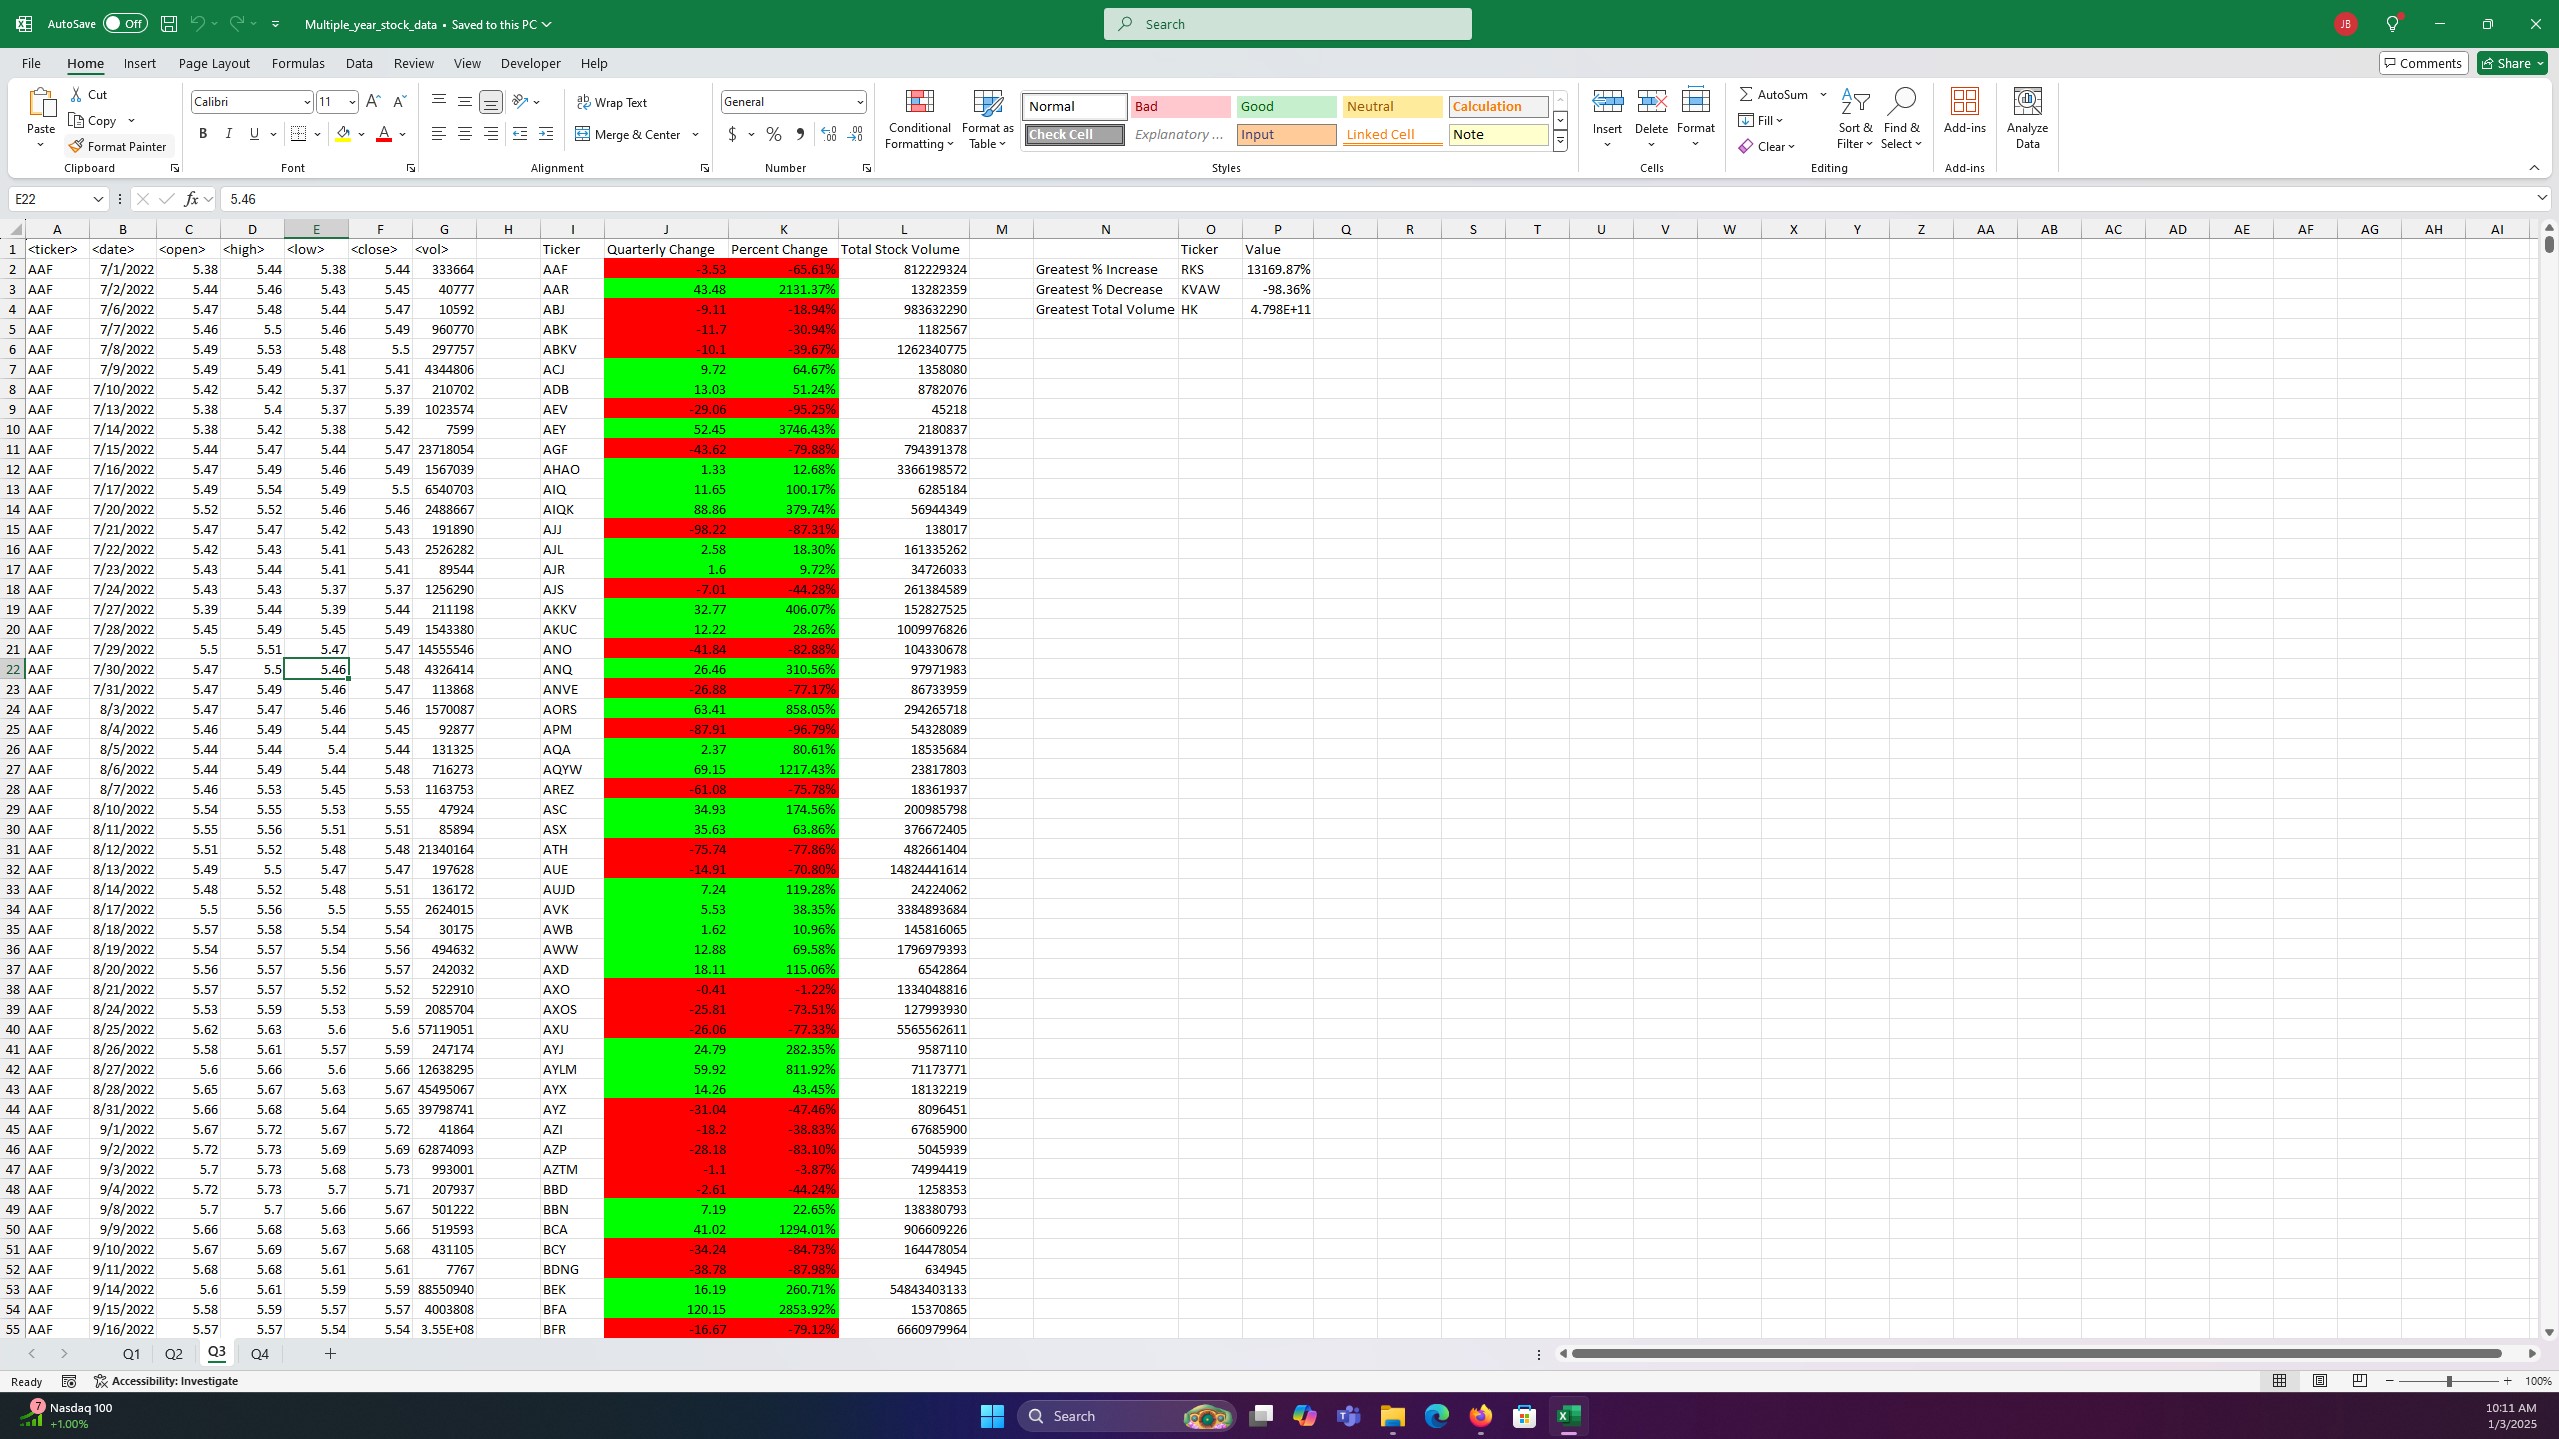 AutoSave Off Multiple_year_stock_data • Saved to this PC Search JB
File Home Insert Page Layout Formulas Data Review View Developer Help Comments Share
Paste Cut Copy Format Painter Clipboard
Calibri 11 B I U A Font
Wrap Text Merge & Center Alignment
General $ % Number
Conditional Formatting Format as Table
Normal Bad Good Neutral Calculation
Check Cell Explanatory ... Input Linked Cell Note
Styles
Insert Delete Format Cells
AutoSum Fill Clear Sort & Filter Find & Select Editing
Add-ins Add-ins
Analyze Data
E22 fx 5.46
A B C D E F G H I J K L M N O P Q R S T U V W X Y Z AA AB AC AD AE AF AG AH AI
1 <ticker> <date> <open> <high> <low> <close> <vol> Ticker Quarterly Change Percent Change Total Stock Volume Ticker Value
2 AAF 7/1/2022 5.38 5.44 5.38 5.44 333664 AAF -3.53 -65.61% 812229324 Greatest % Increase RKS 13169.87%
3 AAF 7/2/2022 5.44 5.46 5.43 5.45 40777 AAR 43.48 2131.37% 13282359 Greatest % Decrease KVAW -98.36%
4 AAF 7/6/2022 5.47 5.48 5.44 5.47 10592 ABJ -9.11 -18.94% 983632290 Greatest Total Volume HK 4.798E+11
5 AAF 7/7/2022 5.46 5.5 5.46 5.49 960770 ABK -11.7 -30.94% 1182567
6 AAF 7/8/2022 5.49 5.53 5.48 5.5 297757 ABKV -10.1 -39.67% 1262340775
7 AAF 7/9/2022 5.49 5.49 5.41 5.41 4344806 ACJ 9.72 64.67% 1358080
8 AAF 7/10/2022 5.42 5.42 5.37 5.37 210702 ADB 13.03 51.24% 8782076
9 AAF 7/13/2022 5.38 5.4 5.37 5.39 1023574 AEV -29.06 -95.25% 45218
10 AAF 7/14/2022 5.38 5.42 5.38 5.42 7599 AEY 52.45 3746.43% 2180837
11 AAF 7/15/2022 5.44 5.47 5.44 5.47 23718054 AGF -43.62 -79.88% 794391378
12 AAF 7/16/2022 5.47 5.49 5.46 5.49 1567039 AHAO 1.33 12.68% 3366198572
13 AAF 7/17/2022 5.49 5.54 5.49 5.5 6540703 AIQ 11.65 100.17% 6285184
14 AAF 7/20/2022 5.52 5.52 5.46 5.46 2488667 AIQK 88.86 379.74% 56944349
15 AAF 7/21/2022 5.47 5.47 5.42 5.43 191890 AJJ -98.22 -87.31% 138017
16 AAF 7/22/2022 5.42 5.43 5.41 5.43 2526282 AJL 2.58 18.30% 161335262
17 AAF 7/23/2022 5.43 5.44 5.41 5.41 89544 AJR 1.6 9.72% 34726033
18 AAF 7/24/2022 5.43 5.43 5.37 5.37 1256290 AJS -7.01 -44.28% 261384589
19 AAF 7/27/2022 5.39 5.44 5.39 5.44 211198 AKKV 32.77 406.07% 152827525
20 AAF 7/28/2022 5.45 5.49 5.45 5.49 1543380 AKUC 12.22 28.26% 1009976826
21 AAF 7/29/2022 5.5 5.51 5.47 5.47 14555546 ANO -41.84 -82.88% 104330678
22 AAF 7/30/2022 5.47 5.5 5.46 5.48 4326414 ANQ 26.46 310.56% 97971983
23 AAF 7/31/2022 5.47 5.49 5.46 5.47 113868 ANVE -26.88 -77.17% 86733959
24 AAF 8/3/2022 5.47 5.47 5.46 5.46 1570087 AORS 63.41 858.05% 294265718
25 AAF 8/4/2022 5.46 5.49 5.44 5.45 92877 APM -87.91 -96.79% 54328089
26 AAF 8/5/2022 5.44 5.44 5.4 5.44 131325 AQA 2.37 80.61% 18535684
27 AAF 8/6/2022 5.44 5.49 5.44 5.48 716273 AQYW 69.15 1217.43% 23817803
28 AAF 8/7/2022 5.46 5.53 5.45 5.53 1163753 AREZ -61.08 -75.78% 18361937
29 AAF 8/10/2022 5.54 5.55 5.53 5.55 47924 ASC 34.93 174.56% 200985798
30 AAF 8/11/2022 5.55 5.56 5.51 5.51 85894 ASX 35.63 63.86% 376672405
31 AAF 8/12/2022 5.51 5.52 5.48 5.48 21340164 ATH -75.74 -77.86% 482661404
32 AAF 8/13/2022 5.49 5.5 5.47 5.47 197628 AUE -14.91 -70.80% 14824441614
33 AAF 8/14/2022 5.48 5.52 5.48 5.51 136172 AUJD 7.24 119.28% 24224062
34 AAF 8/17/2022 5.5 5.56 5.5 5.55 2624015 AVK 5.53 38.35% 3384893684
35 AAF 8/18/2022 5.57 5.58 5.54 5.54 30175 AWB 1.62 10.96% 145816065
36 AAF 8/19/2022 5.54 5.57 5.54 5.56 494632 AWW 12.88 69.58% 1796979393
37 AAF 8/20/2022 5.56 5.57 5.56 5.57 242032 AXD 18.11 115.06% 6542864
38 AAF 8/21/2022 5.57 5.57 5.52 5.52 522910 AXO -0.41 -1.22% 1334048816
39 AAF 8/24/2022 5.53 5.59 5.53 5.59 2085704 AXOS -25.81 -73.51% 127993930
40 AAF 8/25/2022 5.62 5.63 5.6 5.6 57119051 AXU -26.06 -77.33% 5565562611
41 AAF 8/26/2022 5.58 5.61 5.57 5.59 247174 AYJ 24.79 282.35% 9587110
42 AAF 8/27/2022 5.6 5.66 5.6 5.66 12638295 AYLM 59.92 811.92% 71173771
43 AAF 8/28/2022 5.65 5.67 5.63 5.67 45495067 AYX 14.26 43.45% 18132219
44 AAF 8/31/2022 5.66 5.68 5.64 5.65 39798741 AYZ -31.04 -47.46% 8096451
45 AAF 9/1/2022 5.67 5.72 5.67 5.72 41864 AZI -18.2 -38.83% 67685900
46 AAF 9/2/2022 5.72 5.73 5.69 5.69 62874093 AZP -28.18 -83.10% 5045939
47 AAF 9/3/2022 5.7 5.73 5.68 5.73 993001 AZTM -1.1 -3.87% 74994419
48 AAF 9/4/2022 5.72 5.73 5.7 5.71 207937 BBD -2.61 -44.24% 1258353
49 AAF 9/8/2022 5.7 5.7 5.66 5.67 501222 BBN 7.19 22.65% 138380793
50 AAF 9/9/2022 5.66 5.68 5.63 5.66 519593 BCA 41.02 1294.01% 906609226
51 AAF 9/10/2022 5.67 5.69 5.67 5.68 431105 BCY -34.24 -84.73% 164478054
52 AAF 9/11/2022 5.68 5.68 5.61 5.61 7767 BDNG -38.78 -87.98% 634945
53 AAF 9/14/2022 5.6 5.61 5.59 5.59 88550940 BEK 16.19 260.71% 54843403133
54 AAF 9/15/2022 5.58 5.59 5.57 5.57 4003808 BFA 120.15 2853.92% 15370865
55 AAF 9/16/2022 5.57 5.57 5.54 5.54 3.55E+08 BFR -16.67 -79.12% 6660979964
Q1 Q2 Q3 Q4
Ready Accessibility: Investigate 100%
7 Nasdaq 100
+1.00%
Search
10:11 AM
1/3/2025